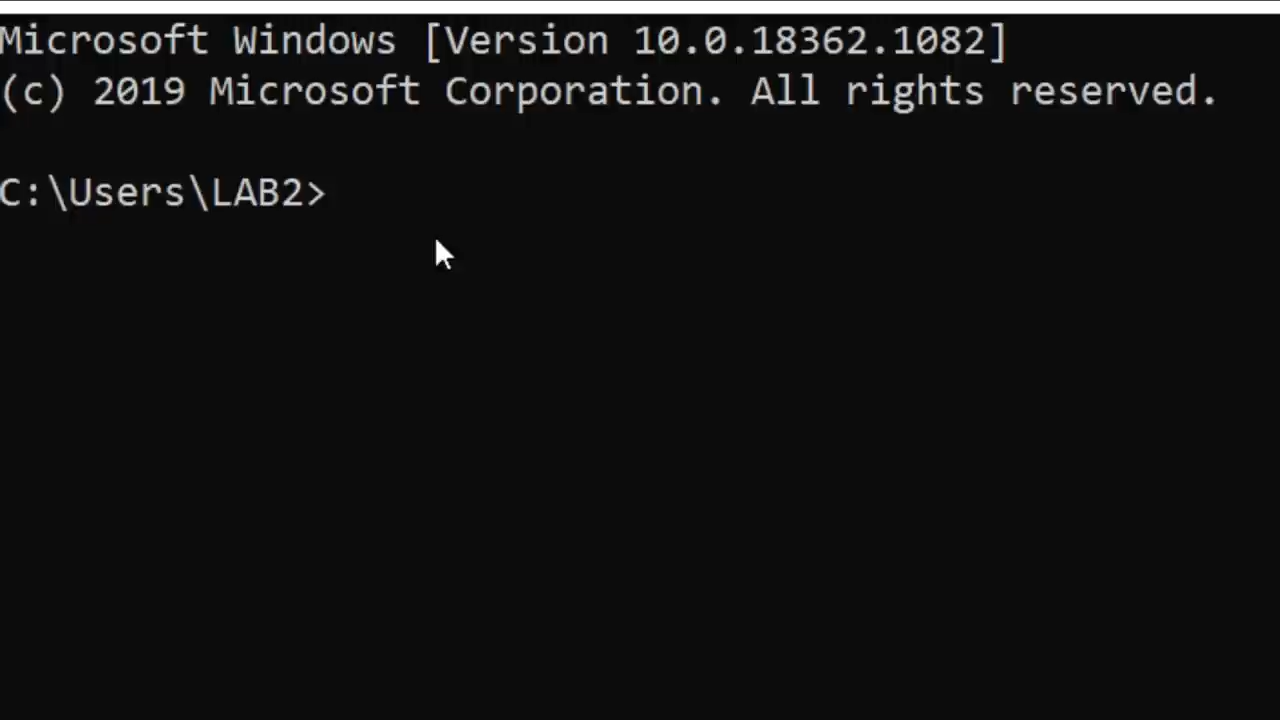 Microsoft Windows [Version 10.0.18362.1082]
(c) 2019 Microsoft Corporation. All rights reserved.
C:\Users\LAB2>